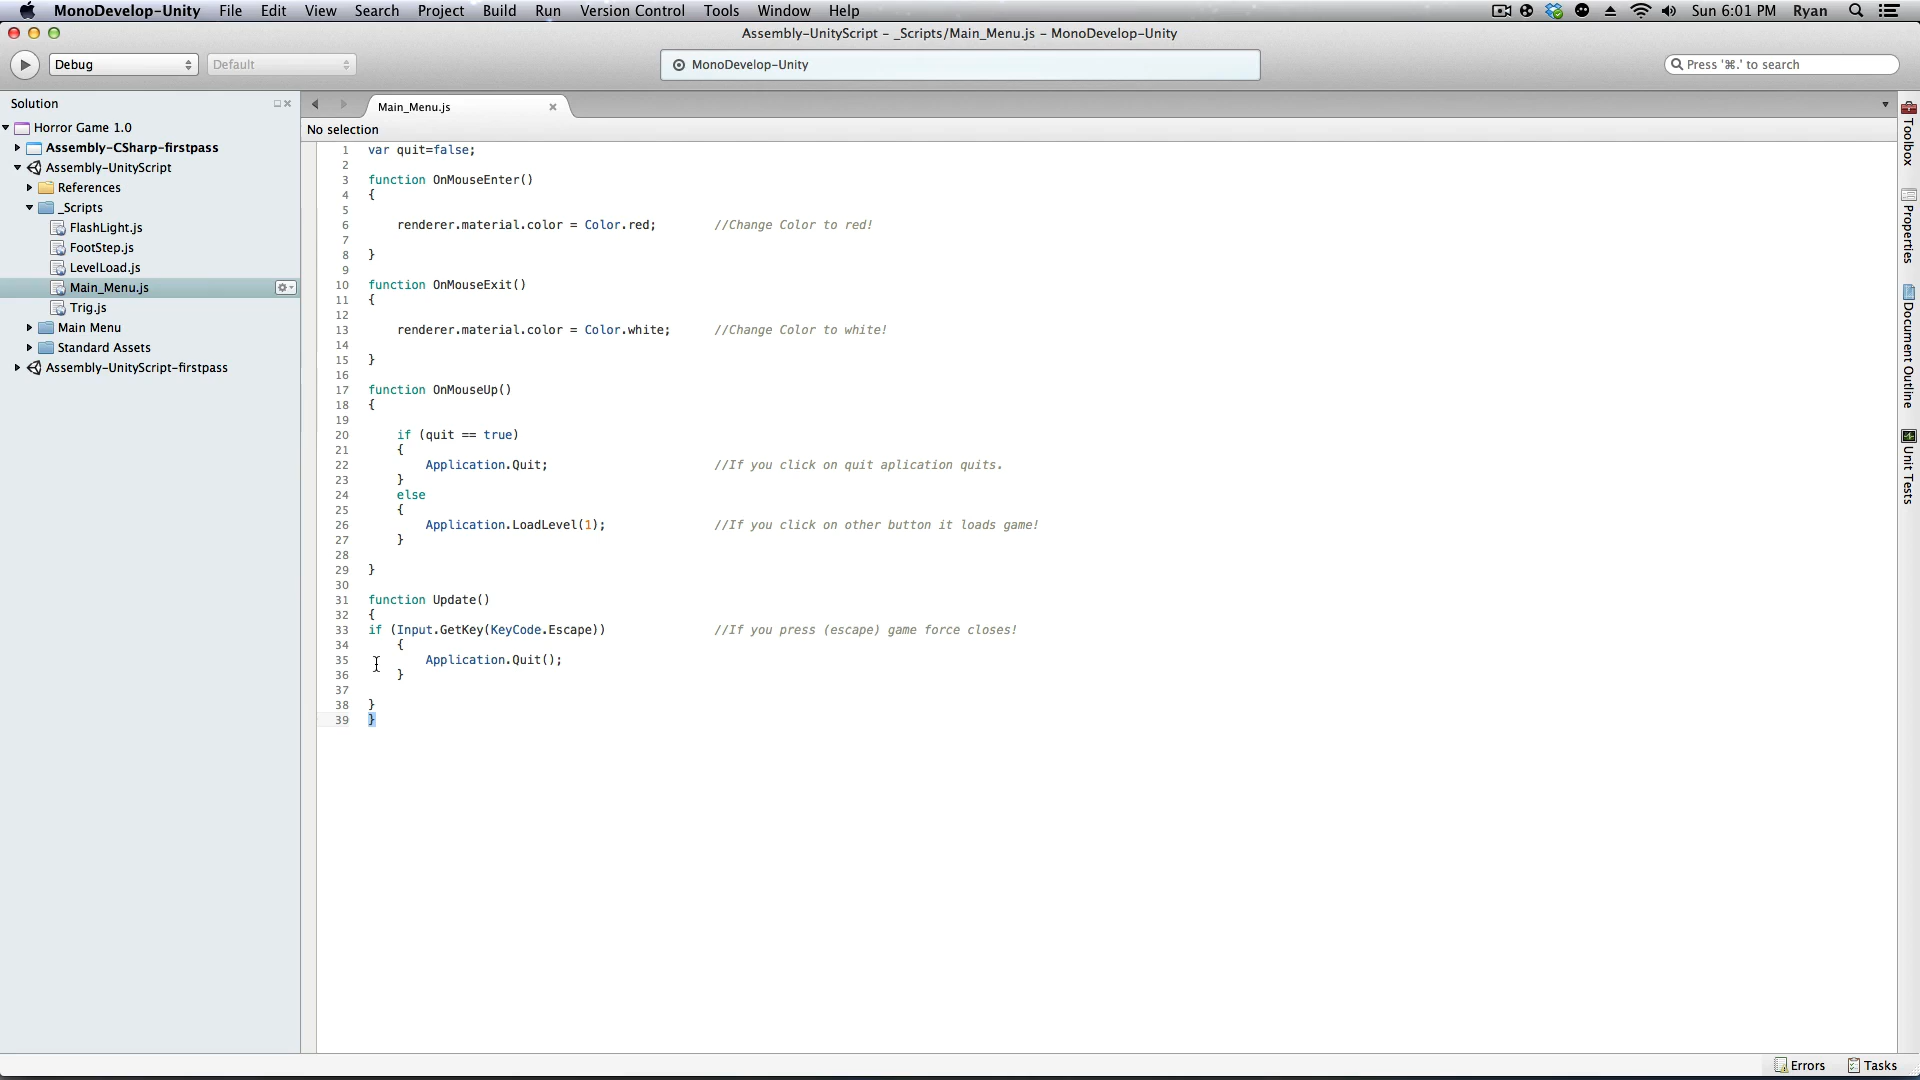 MonoDevelop-Unity File Edit View Search Project Build Run Version Control Tools Window Help Sun 6:01 PM Ryan
Assembly-UnityScript – _Scripts/Main_Menu.js – MonoDevelop-Unity
Debug Default MonoDevelop-Unity Press '⌘.' to search
Solution
Horror Game 1.0
Assembly-CSharp-firstpass
Assembly-UnityScript
References
_Scripts
FlashLight.js
FootStep.js
LevelLoad.js
Main_Menu.js
Trig.js
Main Menu
Standard Assets
Assembly-UnityScript-firstpass
Main_Menu.js
No selection
1 var quit=false;
2
3 function OnMouseEnter()
4 {
5
6 renderer.material.color = Color.red; //Change Color to red!
7
8 }
9
10 function OnMouseExit()
11 {
12
13 renderer.material.color = Color.white; //Change Color to white!
14
15 }
16
17 function OnMouseUp()
18 {
19
20 if (quit == true)
21 {
22 Application.Quit; //If you click on quit aplication quits.
23 }
24 else
25 {
26 Application.LoadLevel(1); //If you click on other button it loads game!
27 }
28
29 }
30
31 function Update()
32 {
33 if (Input.GetKey(KeyCode.Escape)) //If you press (escape) game force closes!
34 {
35 Application.Quit();
36 }
37
38 }
39 }
Toolbox
Properties
Document Outline
Unit Tests
Errors Tasks